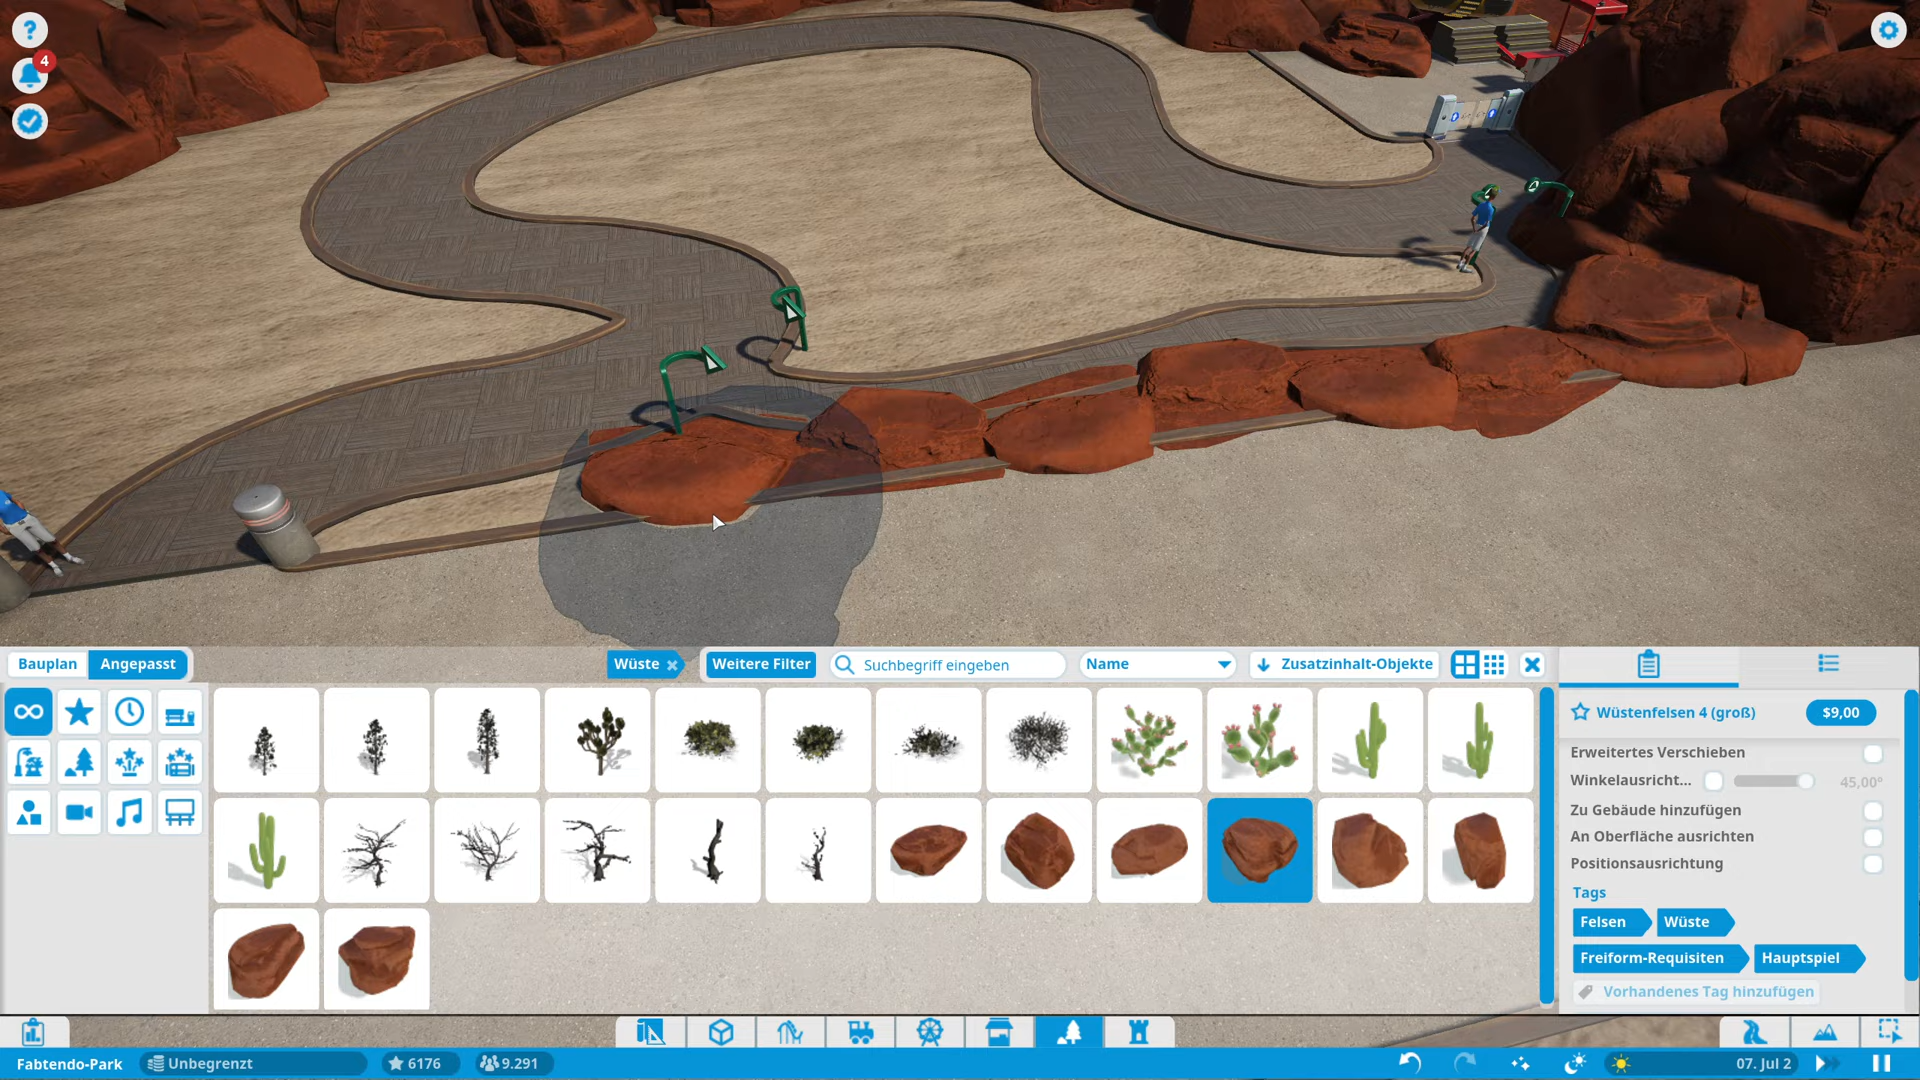 ?
4
Bauplan
Angepasst
Wüste
Weitere Filter
Suchbegriff eingeben
Name
Zusatzinhalt-Objekte
Wüstenfelsen 4 (groß)
$9,00
Erweitertes Verschieben
Winkelausricht...
45,00°
Zu Gebäude hinzufügen
An Oberfläche ausrichten
Positionsausrichtung
Tags
Felsen
Wüste
Freiform-Requisiten
Hauptspiel
Vorhandenes Tag hinzufügen
Fabtendo-Park
Unbegrenzt
6176
9.291
07. Jul 2